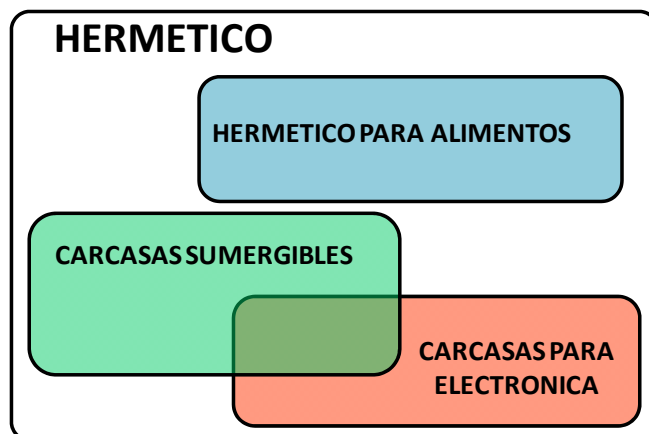 HERMETICO
HERMETICO PARA ALIMENTOS
CARCASAS SUMERGIBLES
CARCASAS PARA
ELECTRONICA